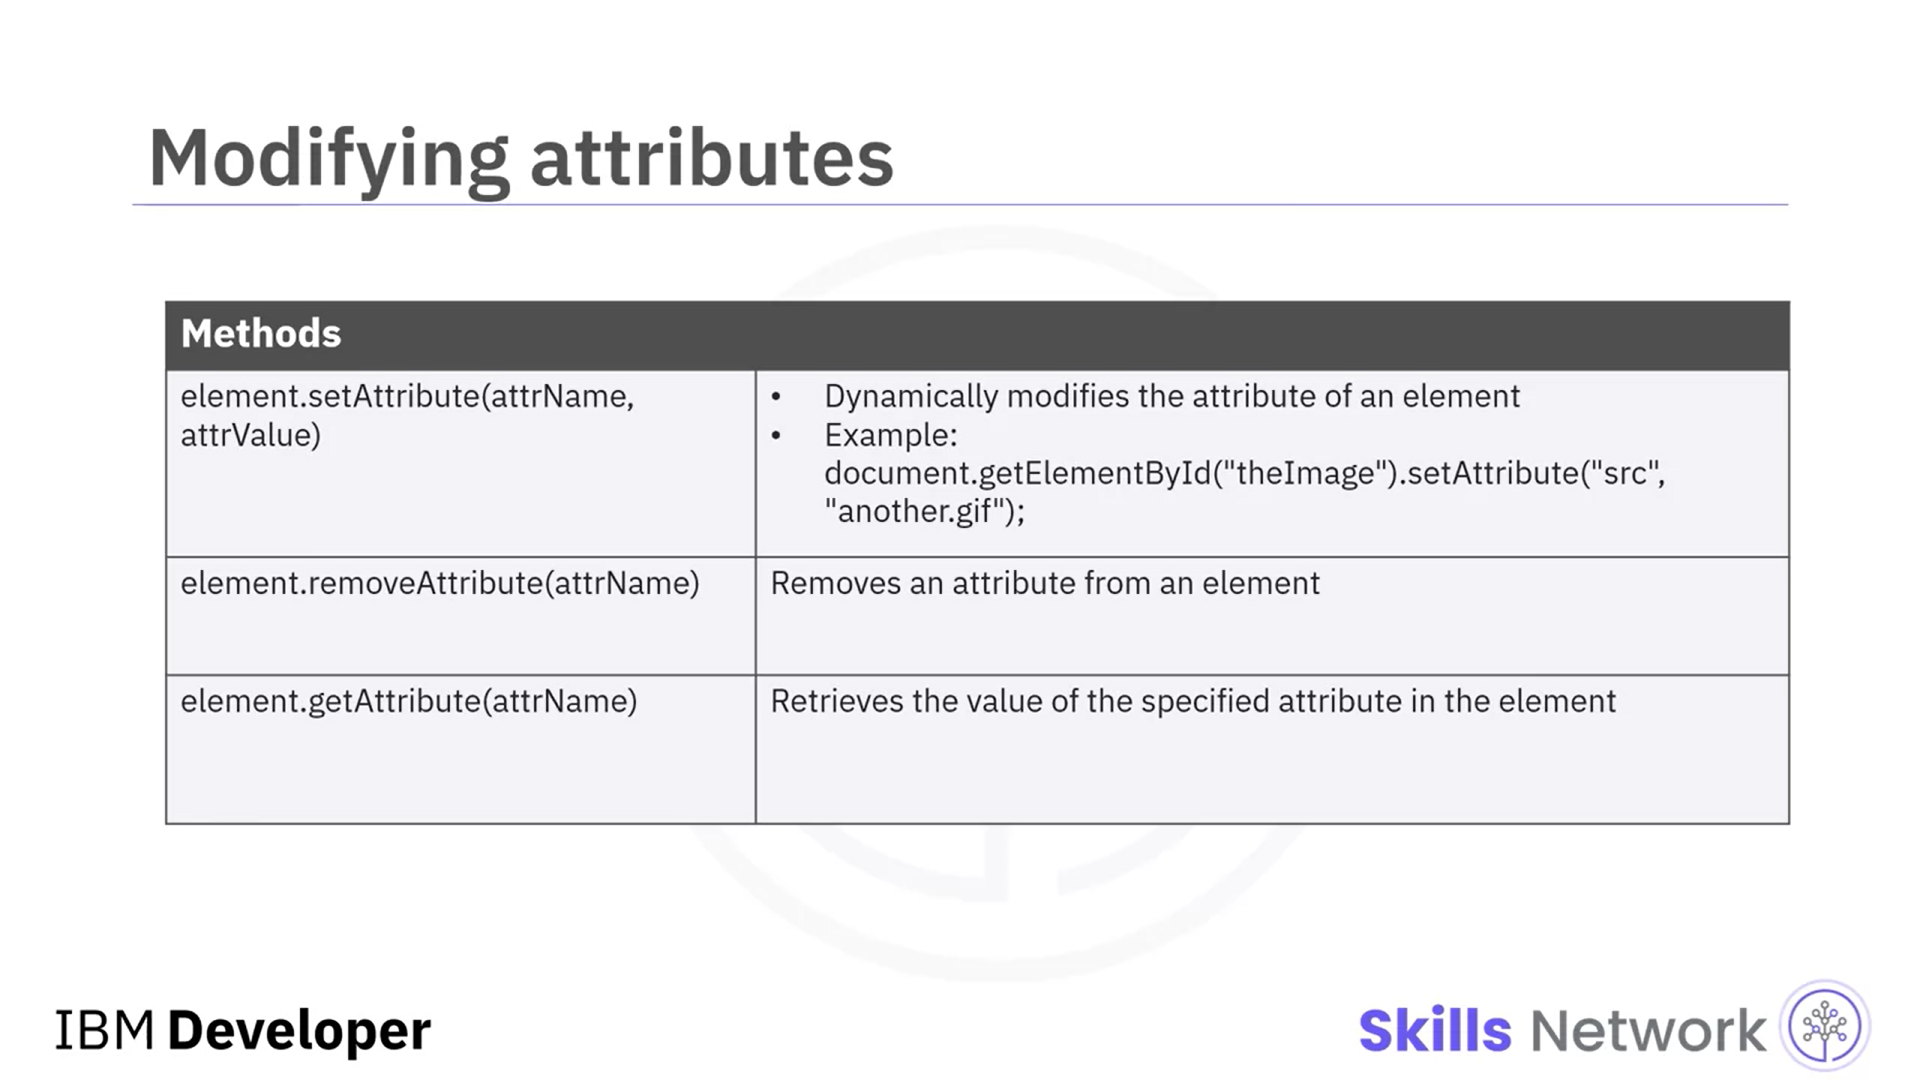 Modifying attributes
Methods
element.setAttribute(attrName,
attrValue)
• Dynamically modifies the attribute of an element
• Example:
document.getElementById("theImage").setAttribute("src",
"another.gif");
element.removeAttribute(attrName)
Removes an attribute from an element
element.getAttribute(attrName)
Retrieves the value of the specified attribute in the element
IBM Developer
Skills Network